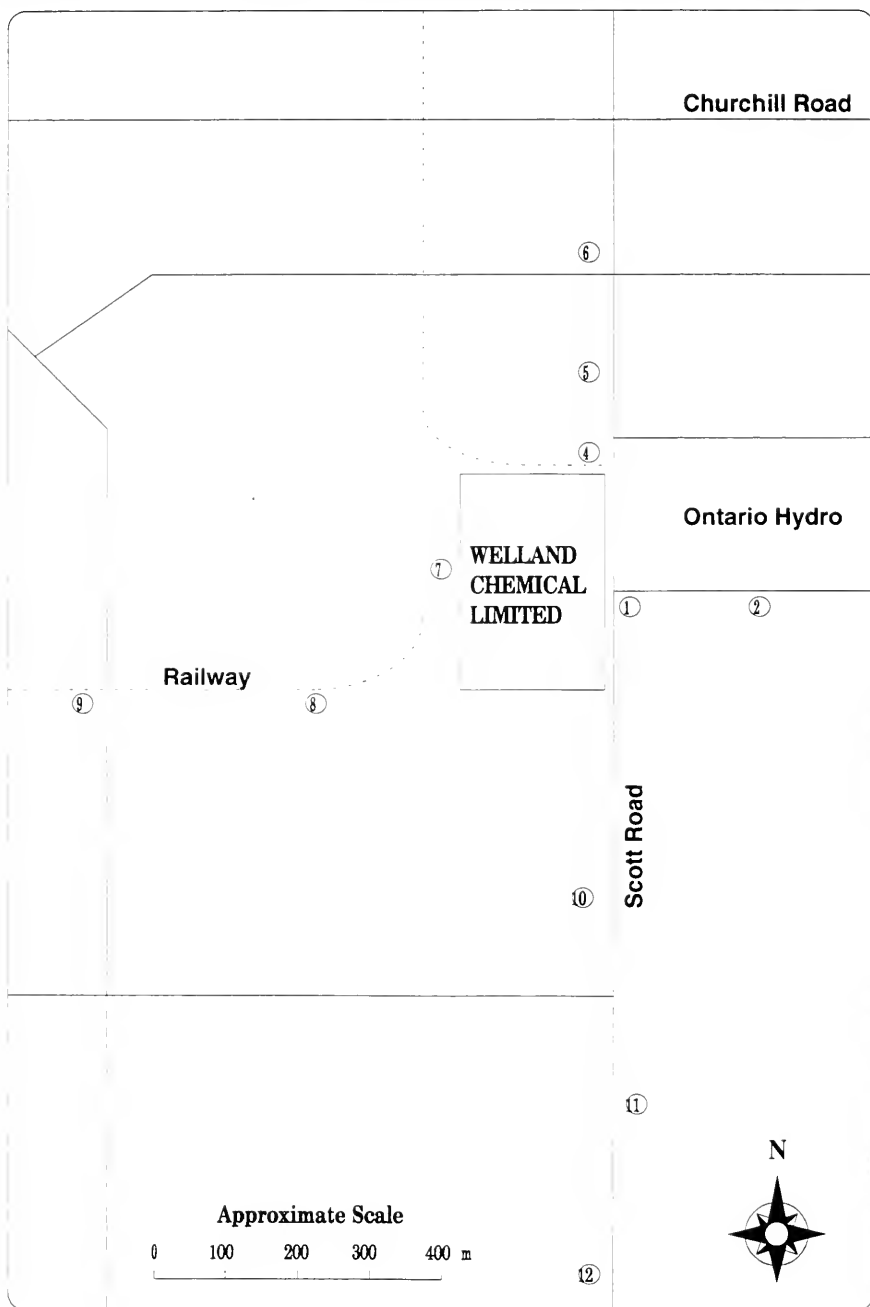 Churchill Road
6
5
4
Ontario Hydro
WELLAND
CHEMICAL
LIMITED
7
1
2
Railway
9
8
Scott Road
10
11
N
Approximate Scale
0 100 200 300 400 m
12